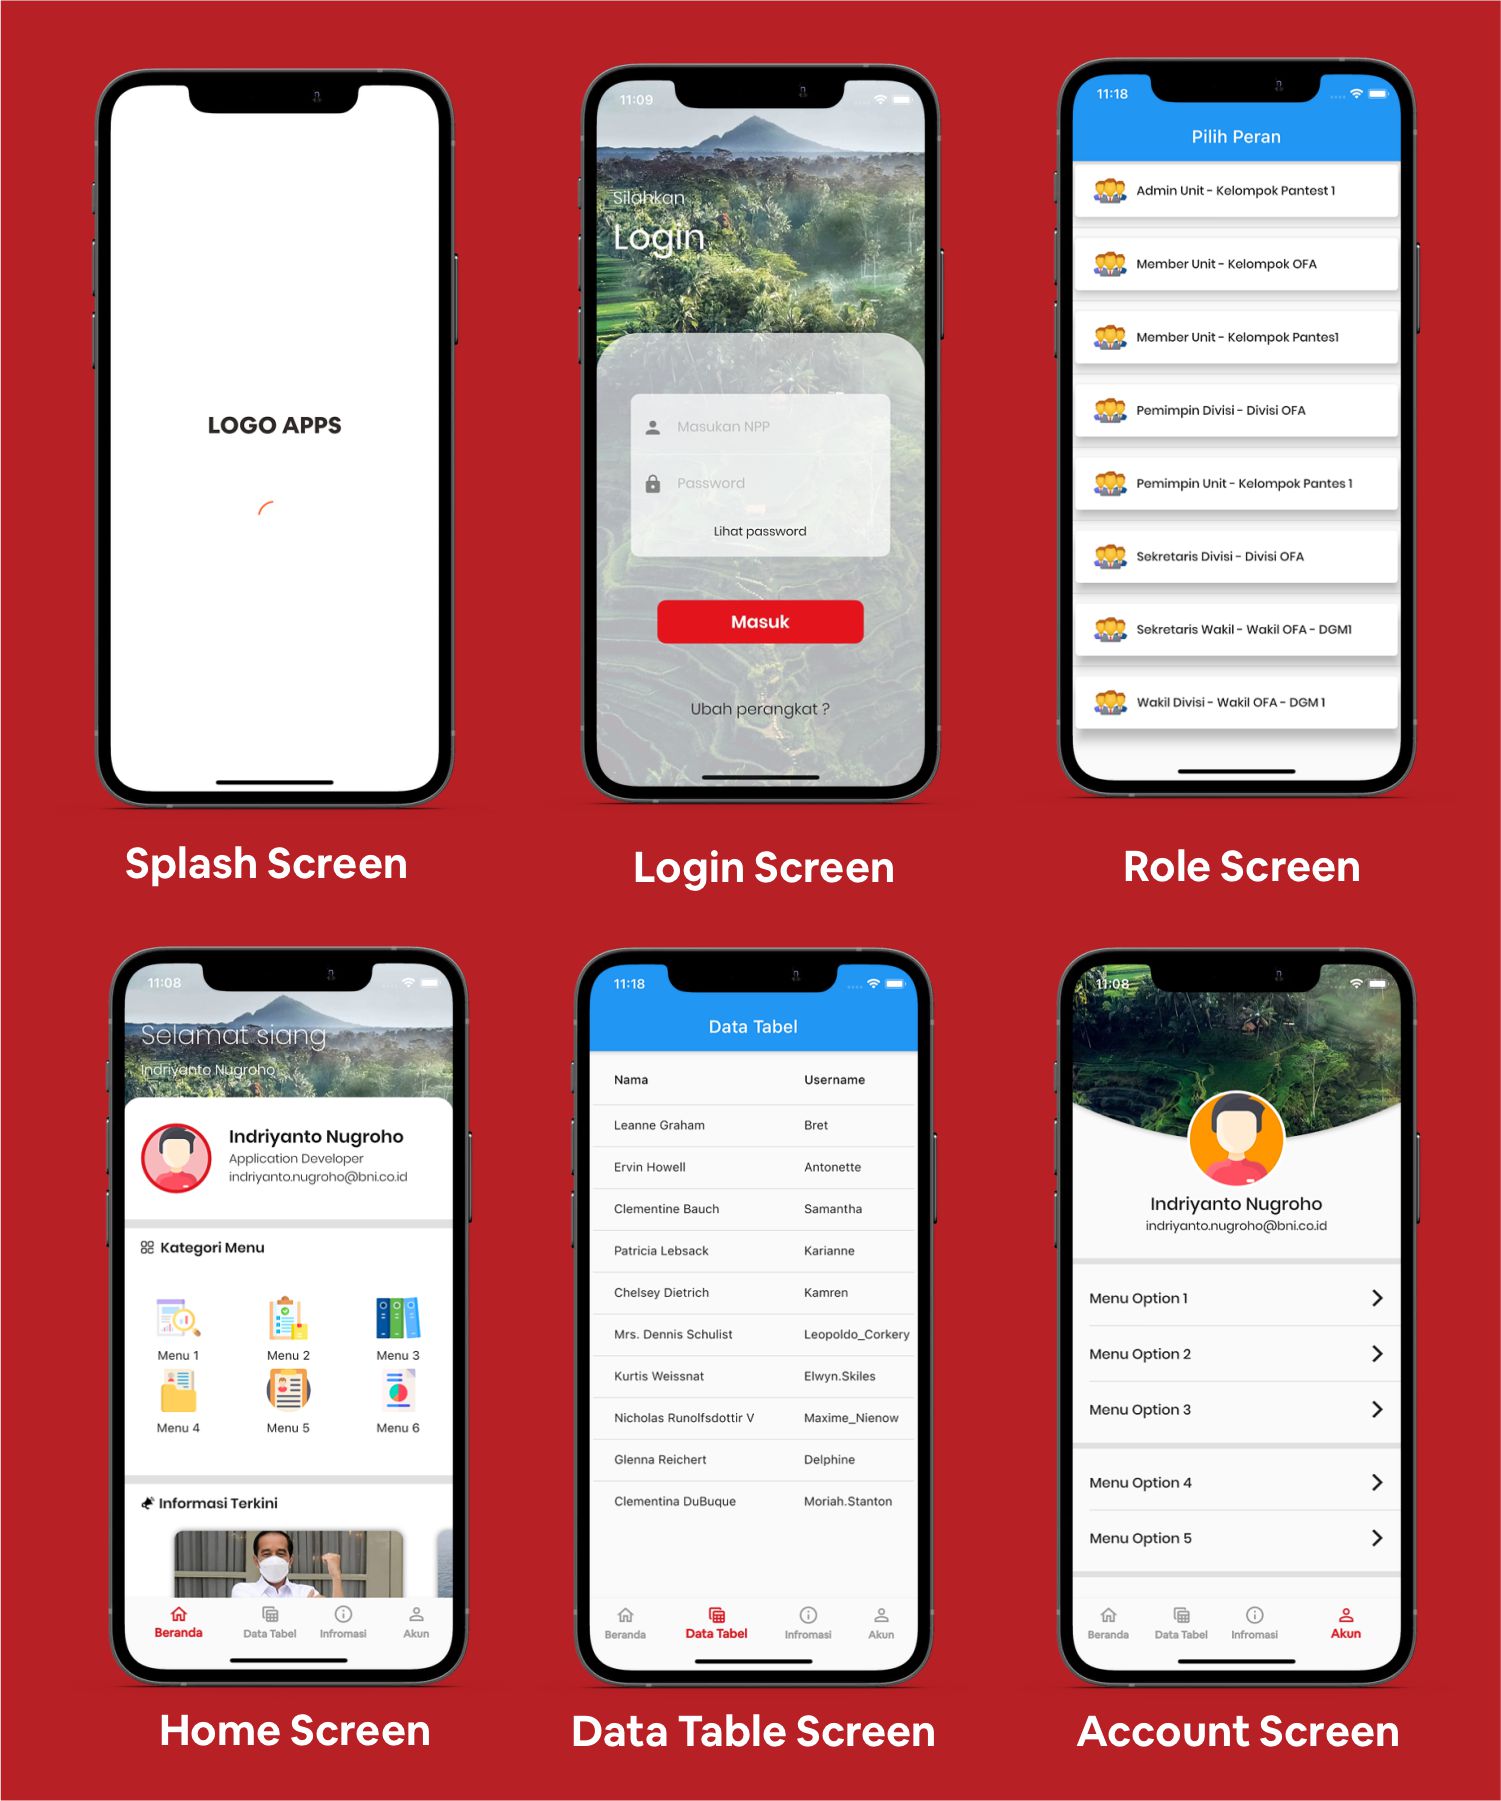 LOGO APPS
Splash Screen
11:09
Silahkan
Login
Masukan NPP
Password
Lihat password
Masuk
Ubah perangkat ?
Login Screen
11:18
Pilih Peran
Admin Unit - Kelompok Pantest 1
Member Unit - Kelompok OFA
Member Unit - Kelompok Pantes1
Pemimpin Divisi - Divisi OFA
Pemimpin Unit - Kelompok Pantes 1
Sekretaris Divisi - Divisi OFA
Sekretaris Wakil - Wakil OFA - DGM1
Wakil Divisi - Wakil OFA - DGM 1
Role Screen
11:08
Selamat siang
Indriyanto Nugroho
Indriyanto Nugroho
Application Developer
indriyanto.nugroho@bni.co.id
Kategori Menu
Menu 1 Menu 2 Menu 3
Menu 4 Menu 5 Menu 6
Informasi Terkini
Beranda Data Tabel Infromasi Akun
Home Screen
11:18
Data Tabel
Nama Username
Leanne Graham Bret
Ervin Howell Antonette
Clementine Bauch Samantha
Patricia Lebsack Karianne
Chelsey Dietrich Kamren
Mrs. Dennis Schulist Leopoldo_Corkery
Kurtis Weissnat Elwyn.Skiles
Nicholas Runolfsdottir V Maxime_Nienow
Glenna Reichert Delphine
Clementina DuBuque Moriah.Stanton
Beranda Data Tabel Infromasi Akun
Data Table Screen
11:08
Indriyanto Nugroho
indriyanto.nugroho@bni.co.id
Menu Option 1
Menu Option 2
Menu Option 3
Menu Option 4
Menu Option 5
Beranda Data Tabel Infromasi Akun
Account Screen